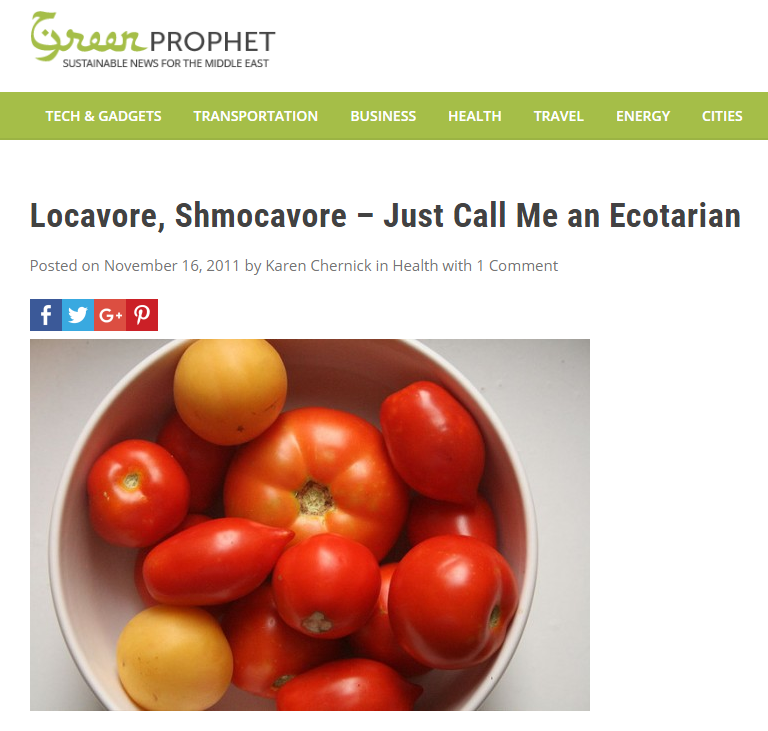 Green PROPHET
SUSTAINABLE NEWS FOR THE MIDDLE EAST
TECH & GADGETS TRANSPORTATION BUSINESS HEALTH TRAVEL ENERGY CITIES
Locavore, Shmocavore – Just Call Me an Ecotarian
Posted on November 16, 2011 by Karen Chernick in Health with 1 Comment
f G+